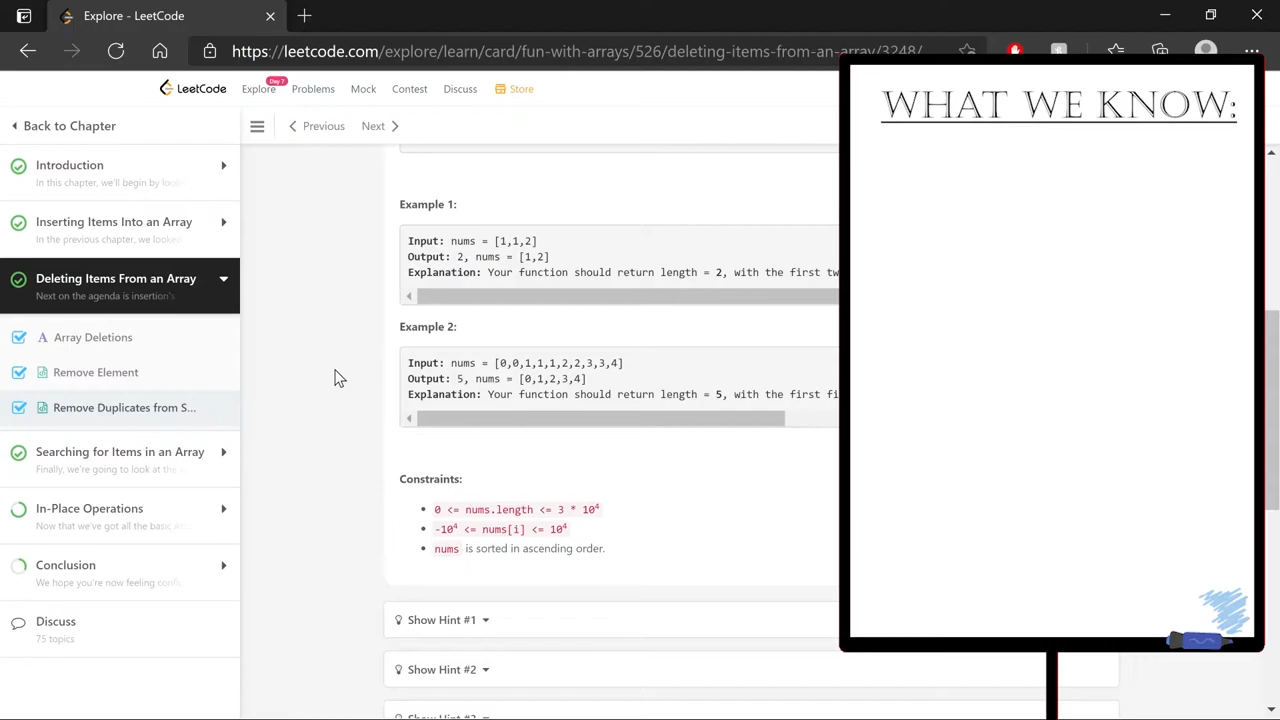 Explore - LeetCode
https://leetcode.com/explore/learn/card/fun-with-arrays/526/deleting-items-from-an-array/3248/
LeetCode
Explore
Day 7
Problems
Mock
Contest
Discuss
Store
Back to Chapter
Previous
Next
Introduction
In this chapter, we'll begin by look
Inserting Items Into an Array
In the previous chapter, we looked
Deleting Items From an Array
Next on the agenda is insertion's
A Array Deletions
Remove Element
Remove Duplicates from S...
Searching for Items in an Array
Finally, we're going to look at the
In-Place Operations
Now that we've got all the basic
Conclusion
We hope you're now feeling
Discuss
75 topics
Example 1:
Input: nums = [1,1,2]
Output: 2, nums = [1,2]
Explanation: Your function should return length = 2, with the first tw
Example 2:
Input: nums = [0,0,1,1,1,2,2,3,3,4]
Output: 5, nums = [0,1,2,3,4]
Explanation: Your function should return length = 5, with the first fi
Constraints:
0 <= nums.length <= 3 * 10⁴
-10⁴ <= nums[i] <= 10⁴
nums is sorted in ascending order.
Show Hint #1
Show Hint #2
WHAT WE KNOW: